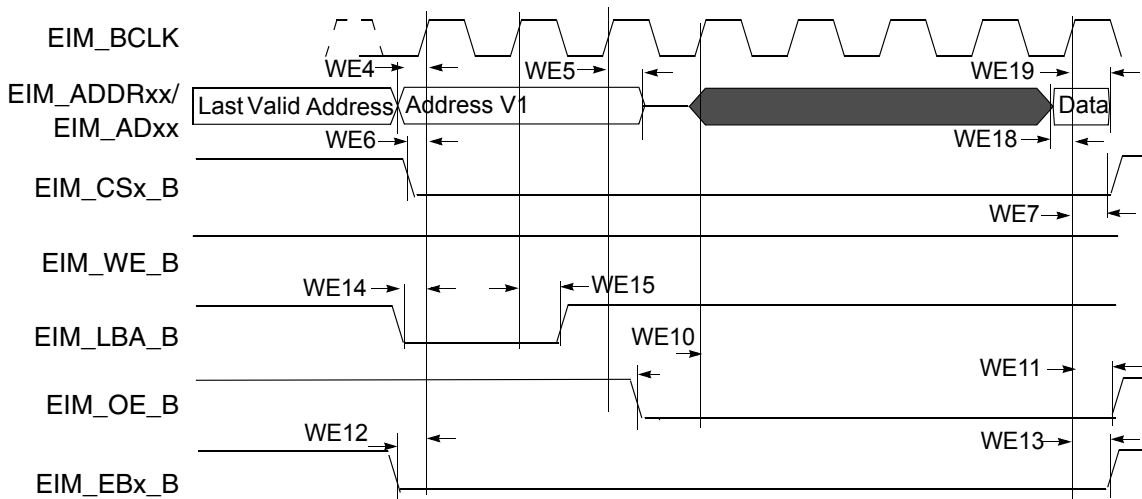 EIM_BCLK
WE4
WE5
WE19
EIM_ADDRxx/
EIM_ADxx
Last Valid Address
Address V1
Data
WE6
WE18
EIM_CSx_B
WE7
EIM_WE_B
WE14
WE15
EIM_LBA_B
WE10
WE11
EIM_OE_B
WE12
WE13
EIM_EBx_B